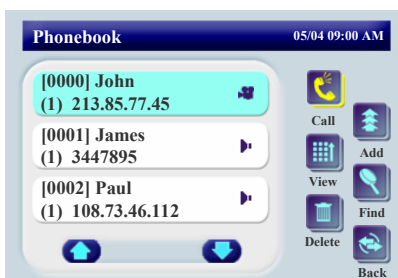 Phonebook
05/04 09:00 AM
[0000] John
(1) 213.85.77.45
[0001] James
(1) 3447895
[0002] Paul
(1) 108.73.46.112
Call
Add
View
Find
Delete
Back